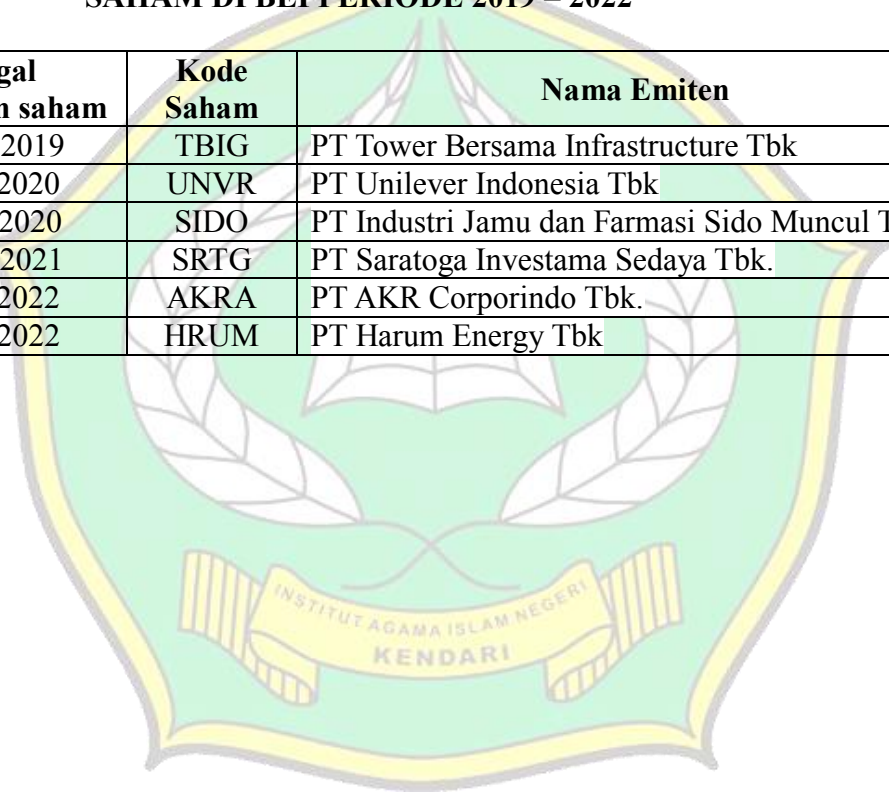 SAHAM DI BEI PERIODE 2019 – 2022
Kode Saham Nama Emiten
saham
2019 TBIG PT Tower Bersama Infrastructure Tbk
2020 UNVR PT Unilever Indonesia Tbk
2020 SIDO PT Industri Jamu dan Farmasi Sido Muncul
2021 SRTG PT Saratoga Investama Sedaya Tbk.
2022 AKRA PT AKR Corporindo Tbk.
2022 HRUM PT Harum Energy Tbk
INSTITUT AGAMA ISLAM NEGERI
KENDARI